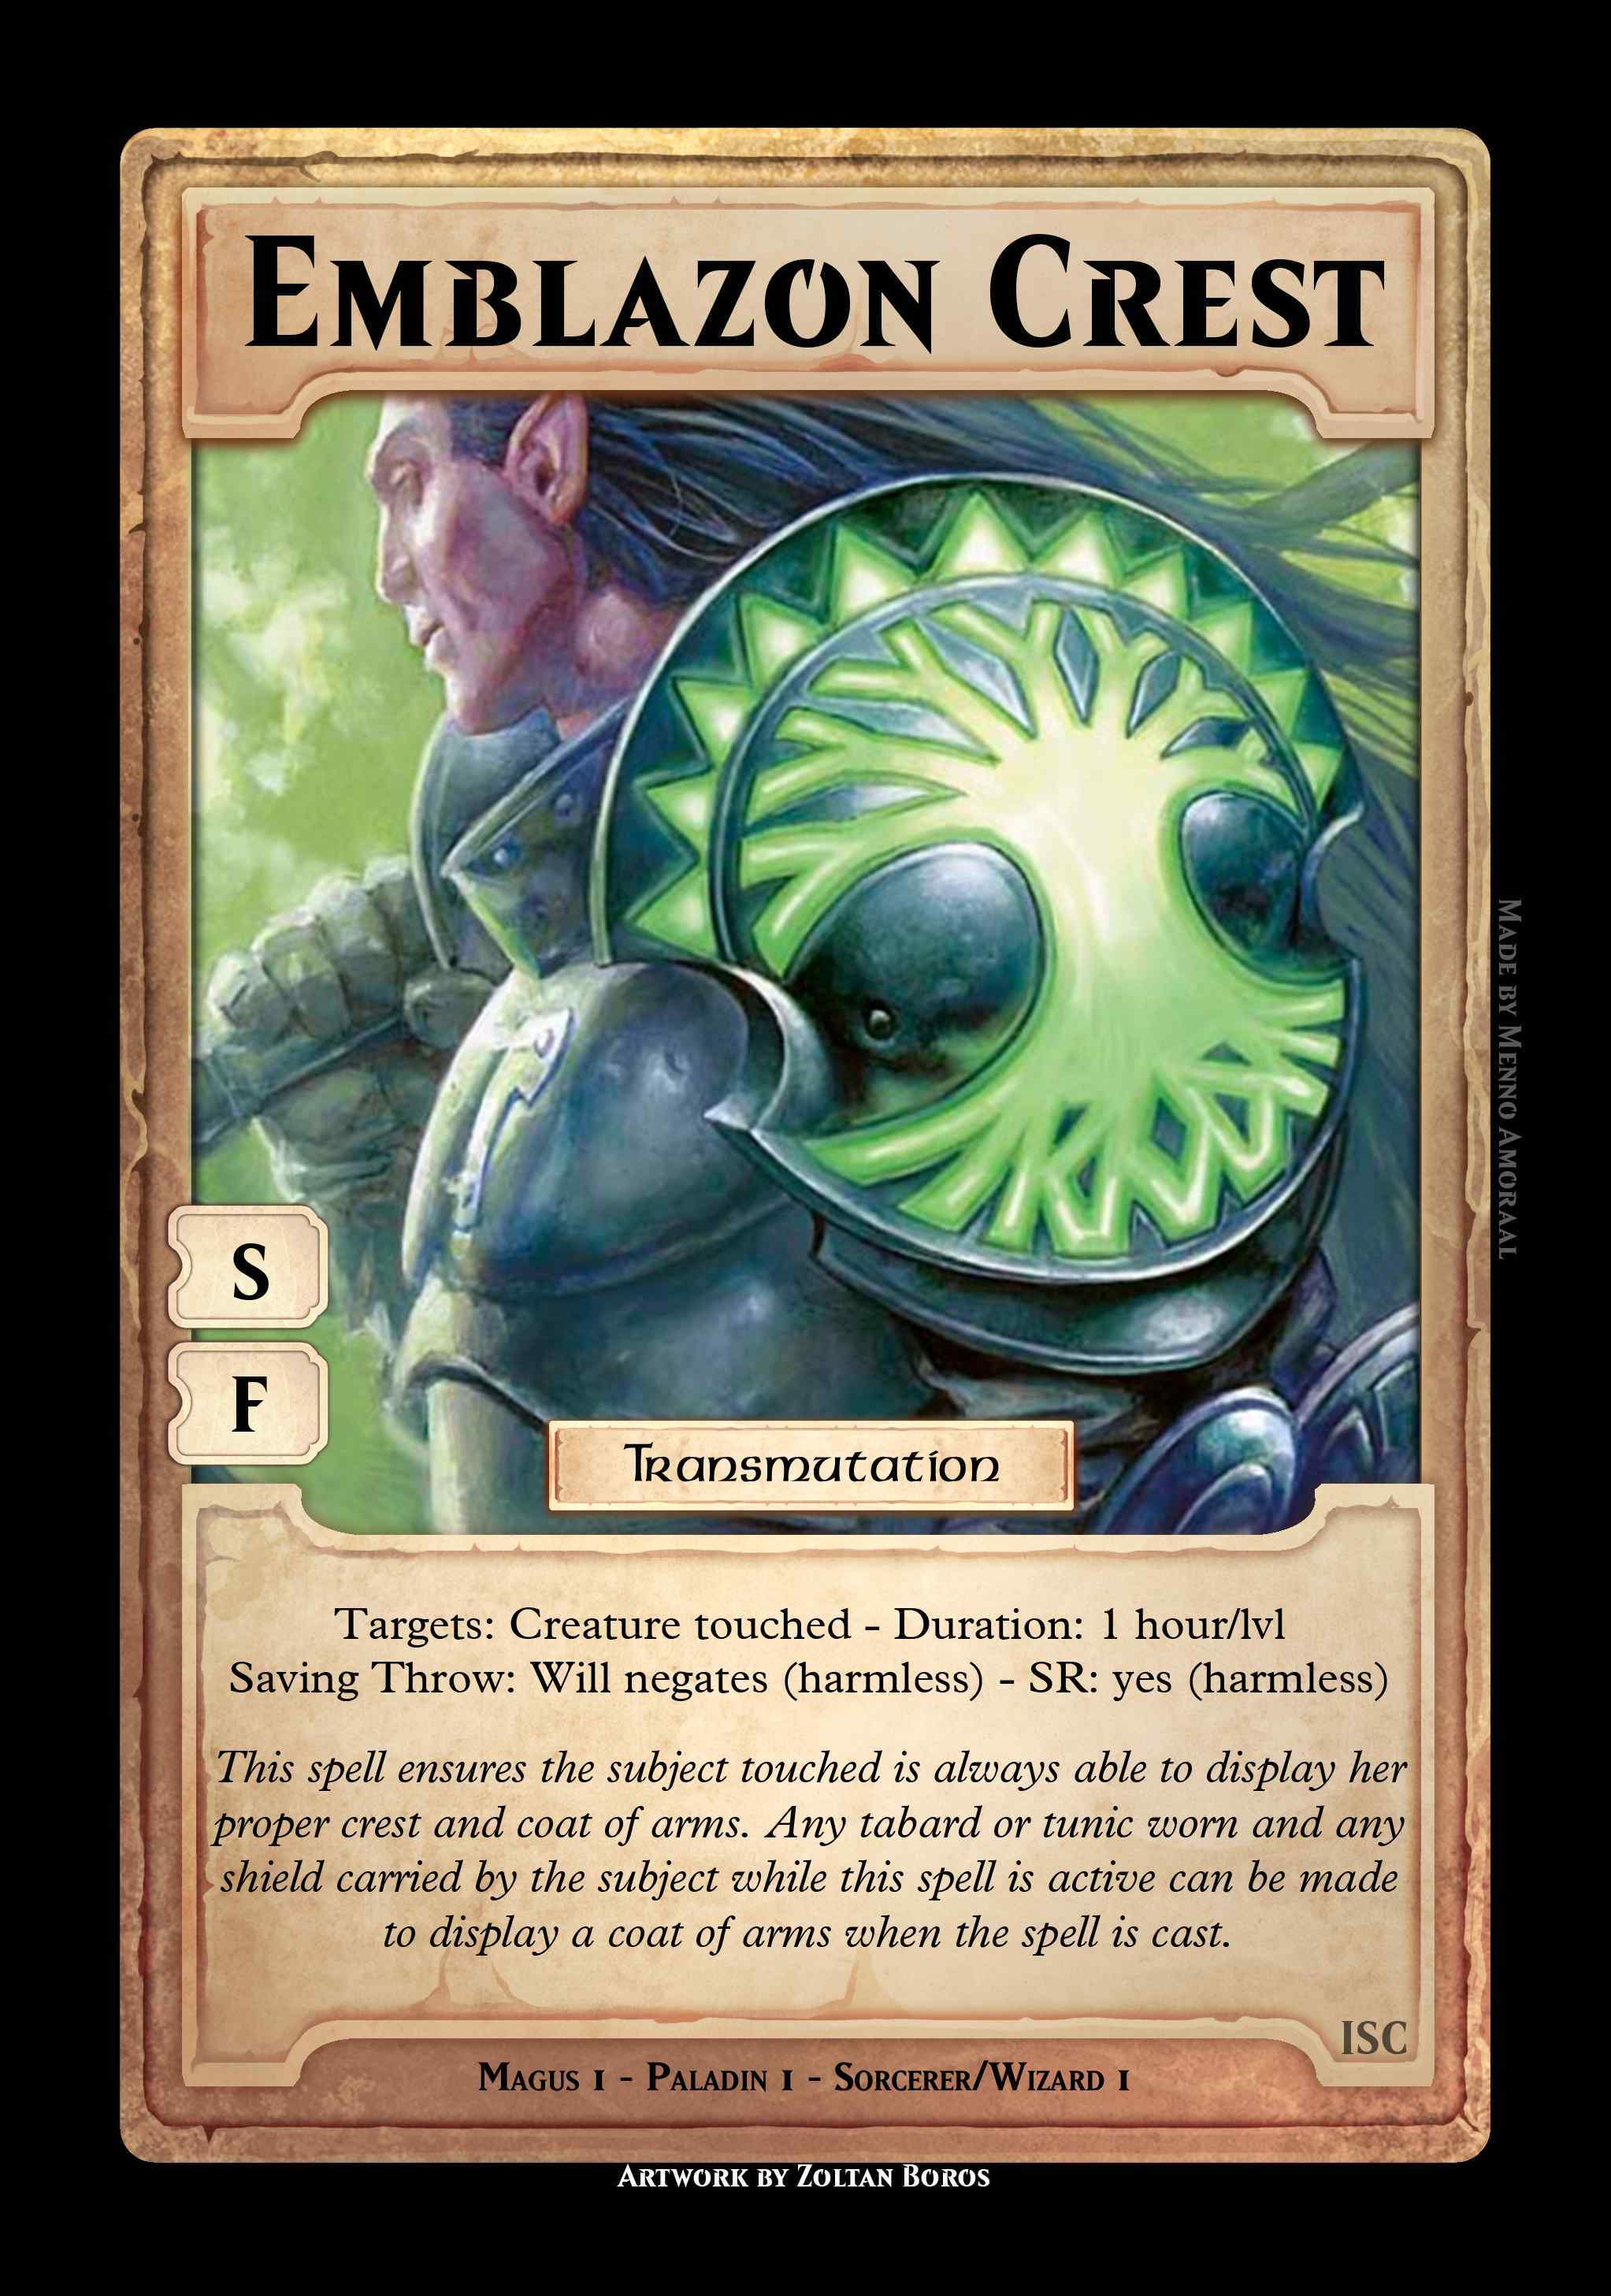 Emblazon Crest
Made by Menno Amoraal
S
F
Transmutation
Targets: Creature touched - Duration: 1 hour/lvl
Saving Throw: Will negates (harmless) - SR: yes (harmless)
This spell ensures the subject touched is always able to display her
proper crest and coat of arms. Any tabard or tunic worn and any
shield carried by the subject while this spell is active can be made
to display a coat of arms when the spell is cast.
ISC
Magus 1 - Paladin 1 - Sorcerer/Wizard 1
Artwork by Zoltan Boros